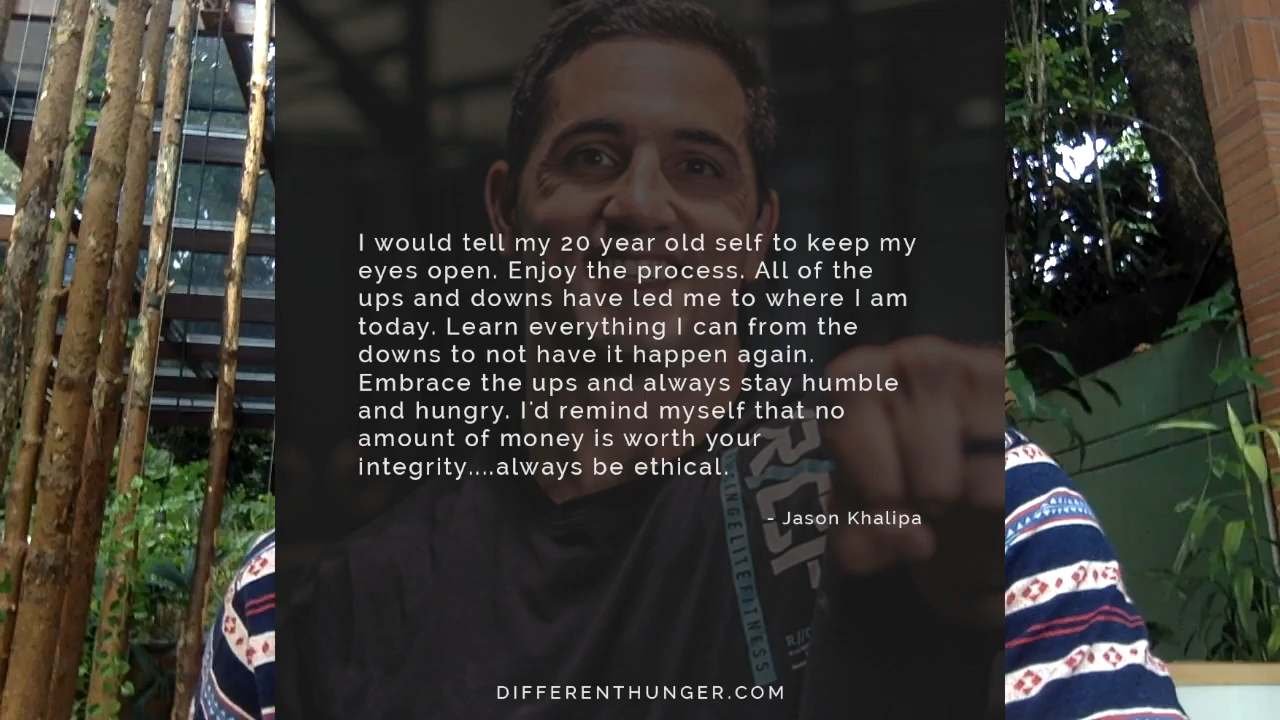 I would tell my 20 year old self to keep my
eyes open. Enjoy the process. All of the
ups and downs have led me to where I am
today. Learn everything I can from the
downs to not have it happen again.
Embrace the ups and always stay humble
and hungry. I'd remind myself that no
amount of money is worth your
integrity....always be ethical.
- Jason Khalipa
DIFFERENTHUNGER.COM